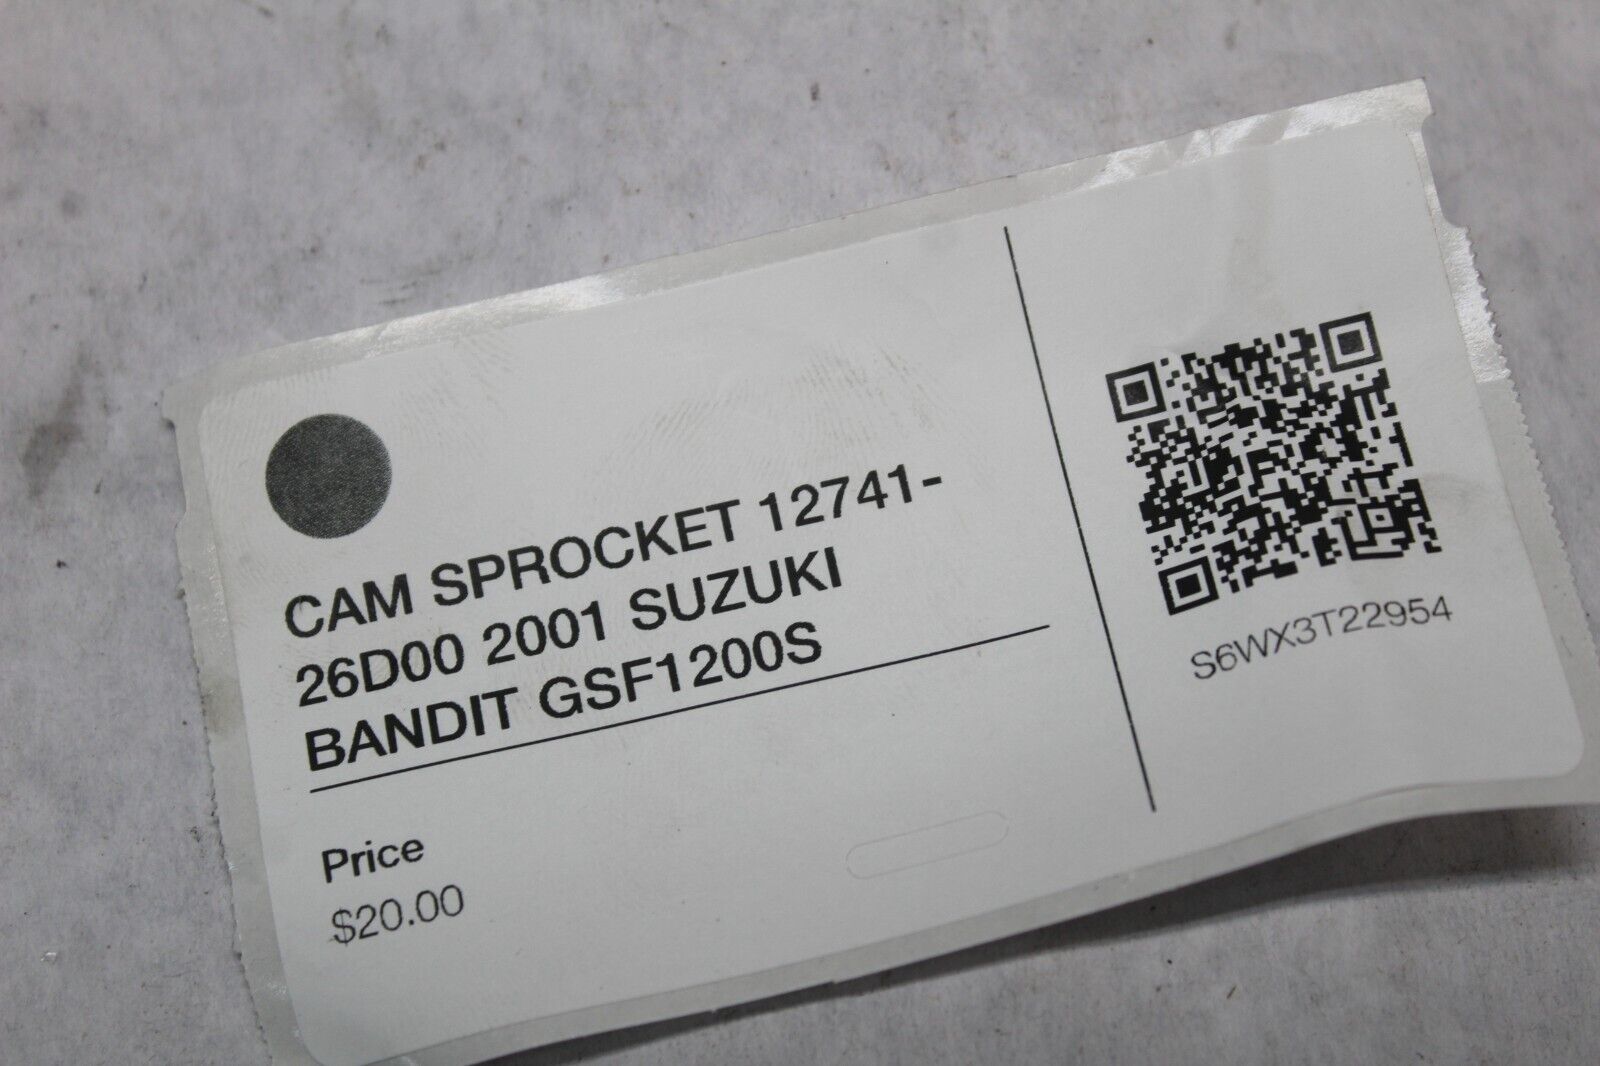 CAM SPROCKET 12741-
26D00 2001 SUZUKI
BANDIT GSF1200S
Price
$20.00
S6WX3T22954